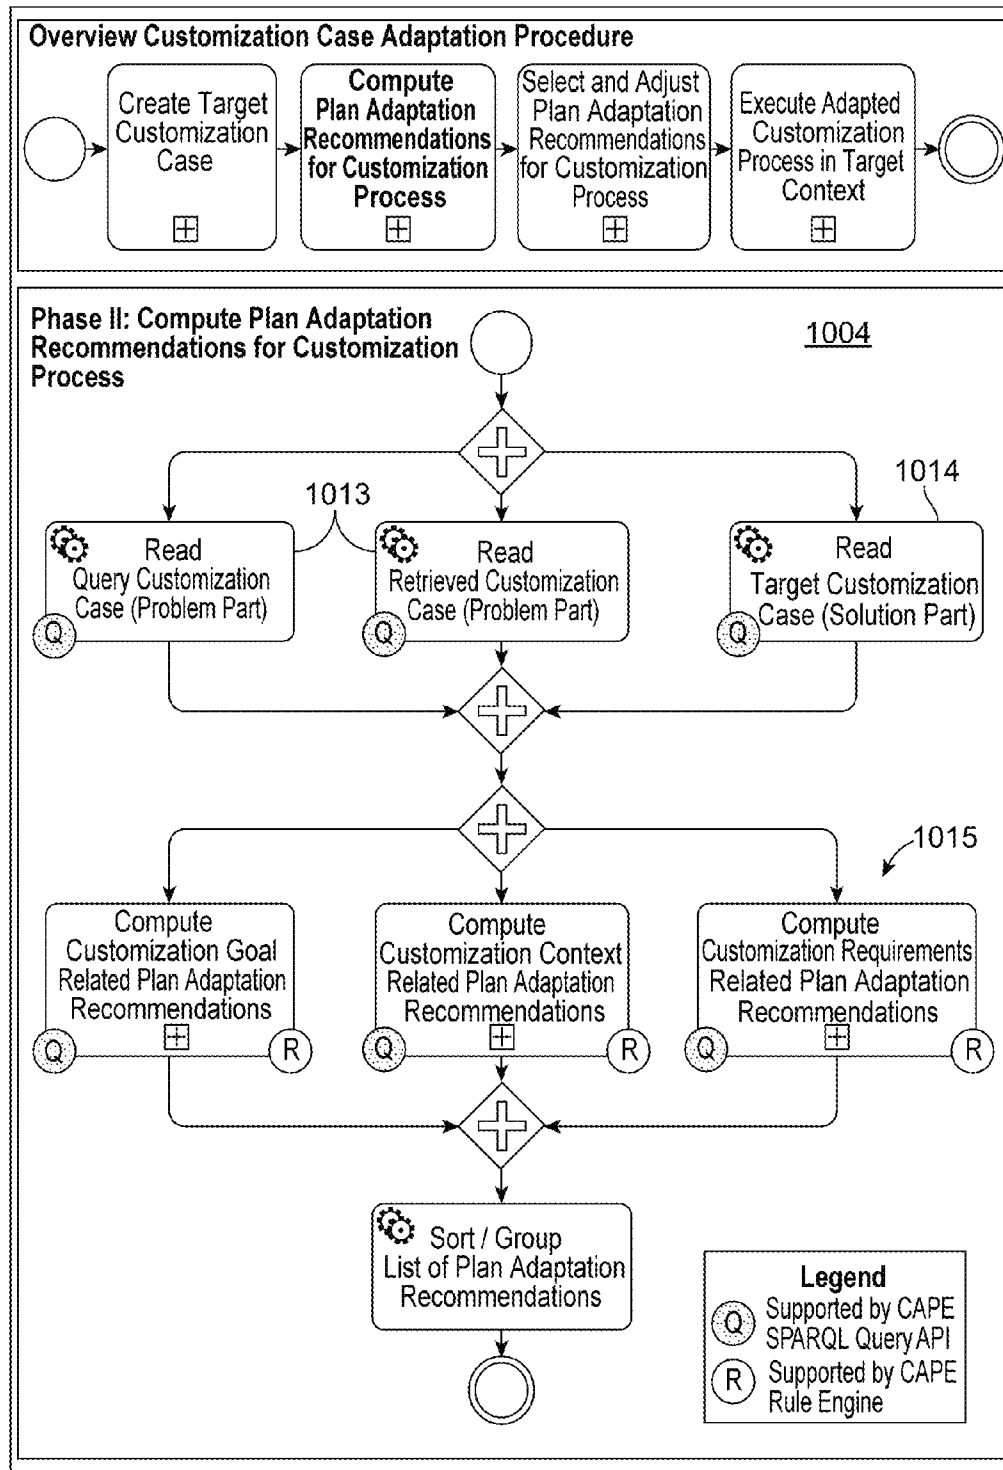 Overview Customization Case Adaptation Procedure
Create Target
Customization
Case
Compute
Plan Adaptation
Recommendations
for Customization
Process
Select and Adjust
Plan Adaptation
Recommendations
for Customization
Process
Execute Adapted
Customization
Process in Target
Context
Phase II: Compute Plan Adaptation
Recommendations for Customization
Process
1004
1013
1014
Read
Query Customization
Case (Problem Part)
Q
Read
Retrieved Customization
Case (Problem Part)
Q
Read
Target Customization
Case (Solution Part)
Q
1015
Compute
Customization Goal
Related Plan Adaptation
Recommendations
Q
R
Compute
Customization Context
Related Plan Adaptation
Recommendations
Q
R
Compute
Customization Requirements
Related Plan Adaptation
Recommendations
Q
R
Sort / Group
List of Plan Adaptation
Recommendations
Legend
Q
Supported by CAPE
SPARQL Query API
R
Supported by CAPE
Rule Engine